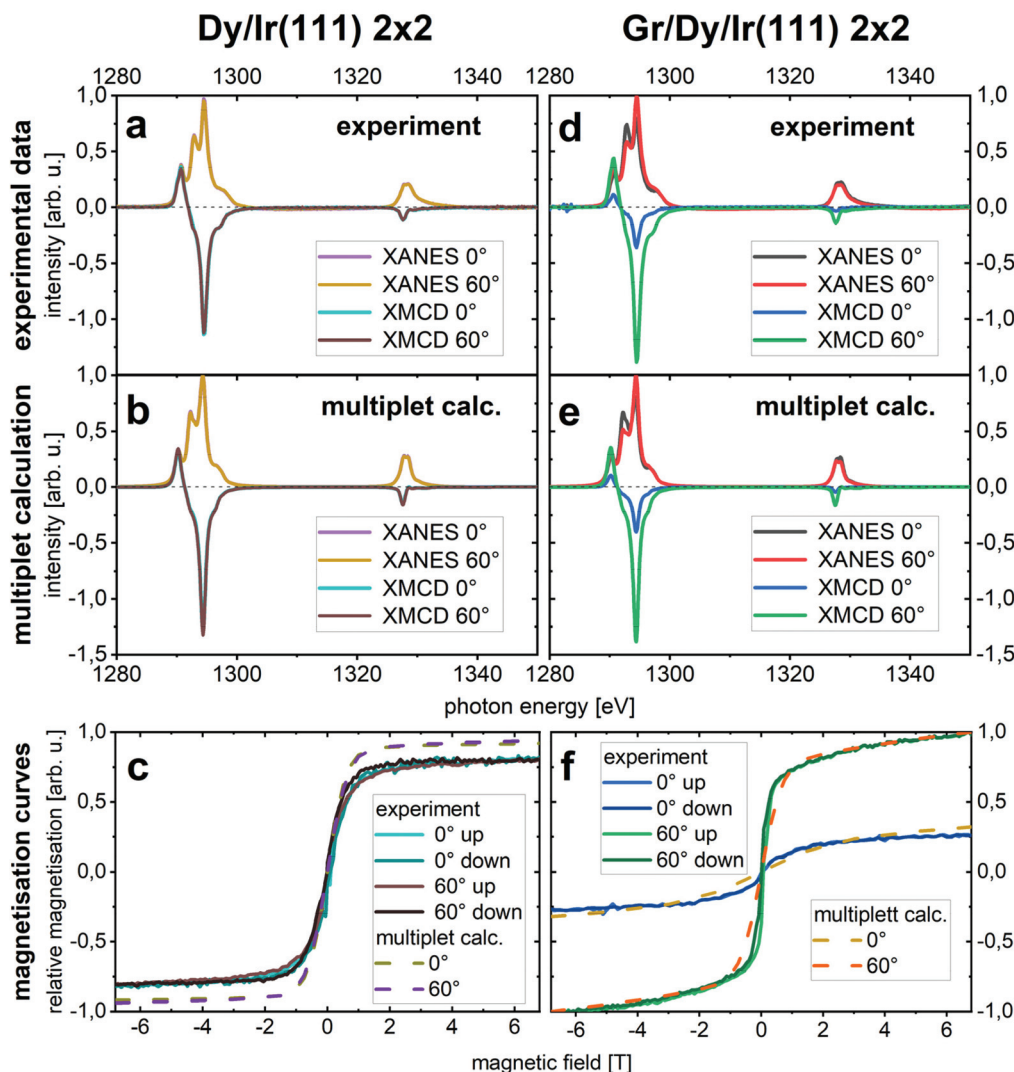 Dy/Ir(111) 2x2
Gr/Dy/Ir(111) 2x2
1280 1300 1320 1340
1280 1300 1320 1340
experimental data
intensity [arb. u.]
1,0
0,5
0,0
-0,5
-1,0
a
experiment
XANES 0°
XANES 60°
XMCD 0°
XMCD 60°
d
experiment
XANES 0°
XANES 60°
XMCD 0°
XMCD 60°
1,0
0,5
0,0
-0,5
-1,0
multiplet calculation
intensity [arb. u.]
1,0
0,5
0,0
-0,5
-1,0
-1,5
b
multiplet calc.
XANES 0°
XANES 60°
XMCD 0°
XMCD 60°
e
multiplet calc.
XANES 0°
XANES 60°
XMCD 0°
XMCD 60°
1,0
0,5
0,0
-0,5
-1,0
-1,5
1280 1300 1320 1340
1280 1300 1320 1340
photon energy [eV]
magnetisation curves
relative magnetisation [arb. u.]
1,0
0,5
0,0
-0,5
-1,0
c
experiment
0° up
0° down
60° up
60° down
multiplet calc.
0°
60°
f
experiment
0° up
0° down
60° up
60° down
multiplett calc.
0°
60°
1,0
0,5
0,0
-0,5
-1,0
-6 -4 -2 0 2 4 6
-6 -4 -2 0 2 4 6
magnetic field [T]